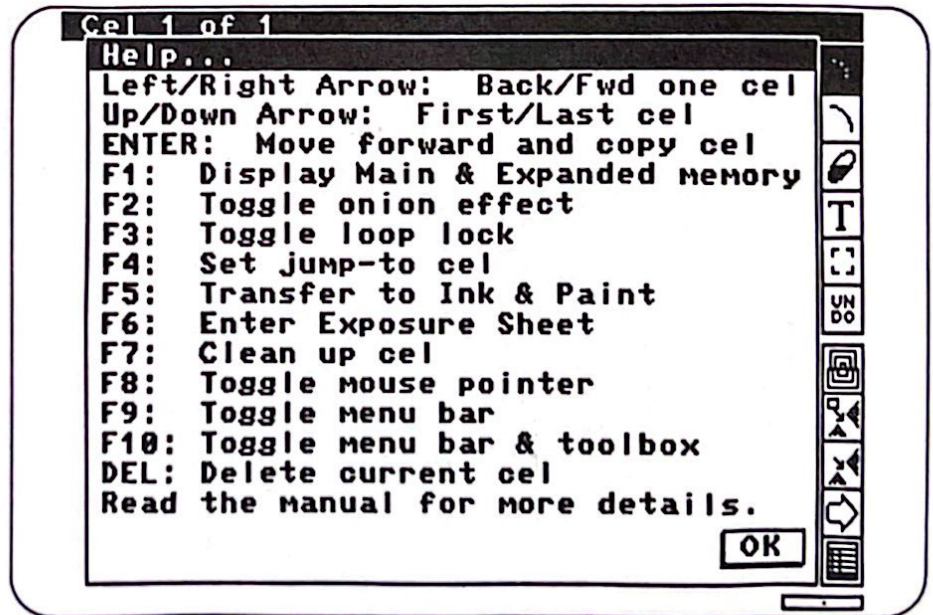 Cel 1 of 1
Help...
Left/Right Arrow:  Back/Fwd one cel
Up/Down Arrow:  First/Last cel
ENTER:  Move forward and copy cel
F1:  Display Main & Expanded memory
F2:  Toggle onion effect
F3:  Toggle loop lock
F4:  Set jump-to cel
F5:  Transfer to Ink & Paint
F6:  Enter Exposure Sheet
F7:  Clean up cel
F8:  Toggle mouse pointer
F9:  Toggle menu bar
F10: Toggle menu bar & toolbox
DEL: Delete current cel
Read the manual for more details.
OK
T
UN
DO